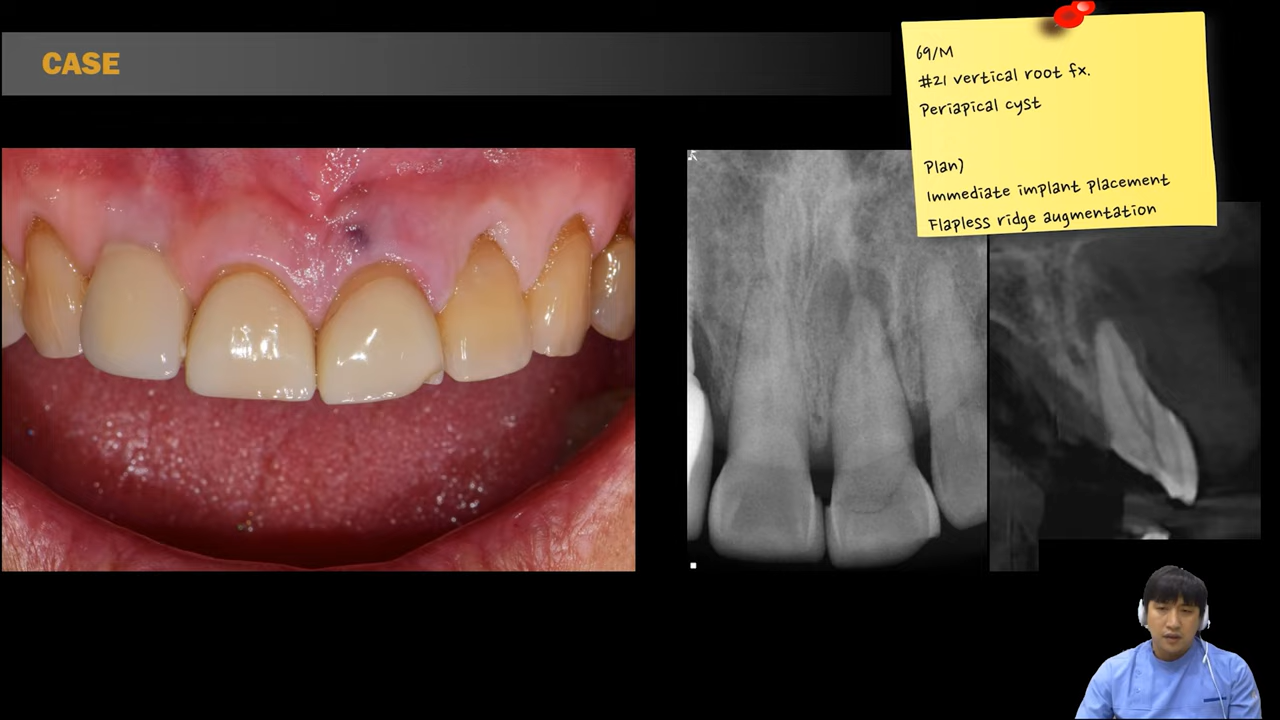 CASE
69/M
#21 vertical root fx.
Periapical cyst
Plan)
Immediate implant placement
Flapless ridge augmentation